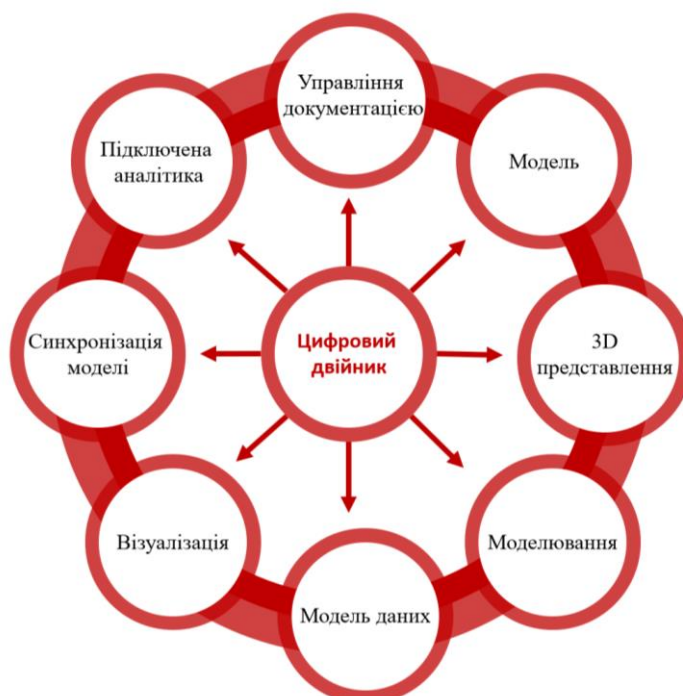 Управління
документацією
Підключена
аналітика
Модель
Синхронізація
моделі
Цифровий
двійник
3D
представлення
Візуалізація
Моделювання
Модель даних